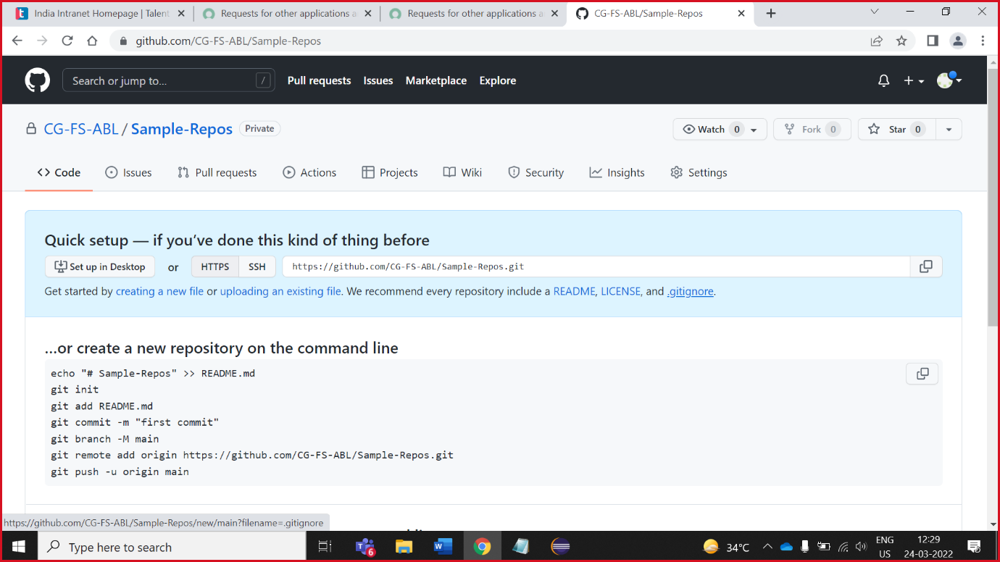 India Intranet Homepage | Talent
Requests for other applications a
Requests for other applications a
CG-FS-ABL/Sample-Repos
github.com/CG-FS-ABL/Sample-Repos
Search or jump to... /
Pull requests Issues Marketplace Explore
CG-FS-ABL / Sample-Repos Private
Watch 0 Fork 0 Star 0
<> Code Issues Pull requests Actions Projects Wiki Security Insights Settings
Quick setup — if you’ve done this kind of thing before
Set up in Desktop or HTTPS SSH https://github.com/CG-FS-ABL/Sample-Repos.git
Get started by creating a new file or uploading an existing file. We recommend every repository include a README, LICENSE, and .gitignore.
…or create a new repository on the command line
echo "# Sample-Repos" >> README.md
git init
git add README.md
git commit -m "first commit"
git branch -M main
git remote add origin https://github.com/CG-FS-ABL/Sample-Repos.git
git push -u origin main
https://github.com/CG-FS-ABL/Sample-Repos/new/main?filename=.gitignore
Type here to search
6
34°C
ENG
US
12:29
24-03-2022